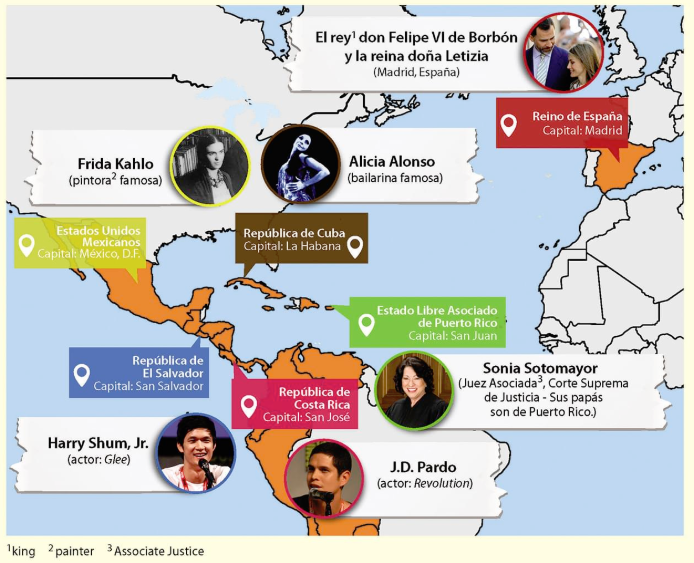 El rey¹ don Felipe VI de Borbón
y la reina doña Letizia
(Madrid, España)
Reino de España
Capital: Madrid
Frida Kahlo
(pintora² famosa)
Alicia Alonso
(bailarina famosa)
Estados Unidos
Mexicanos
Capital: México, D.F.
República de Cuba
Capital: La Habana
Estado Libre Asociado
de Puerto Rico
Capital: San Juan
República de
El Salvador
Capital: San Salvador
República de
Costa Rica
Capital: San José
Sonia Sotomayor
(Juez Asociada³, Corte Suprema
de Justicia - Sus papás
son de Puerto Rico.)
Harry Shum, Jr.
(actor: Glee)
J.D. Pardo
(actor: Revolution)
¹king ²painter ³Associate Justice